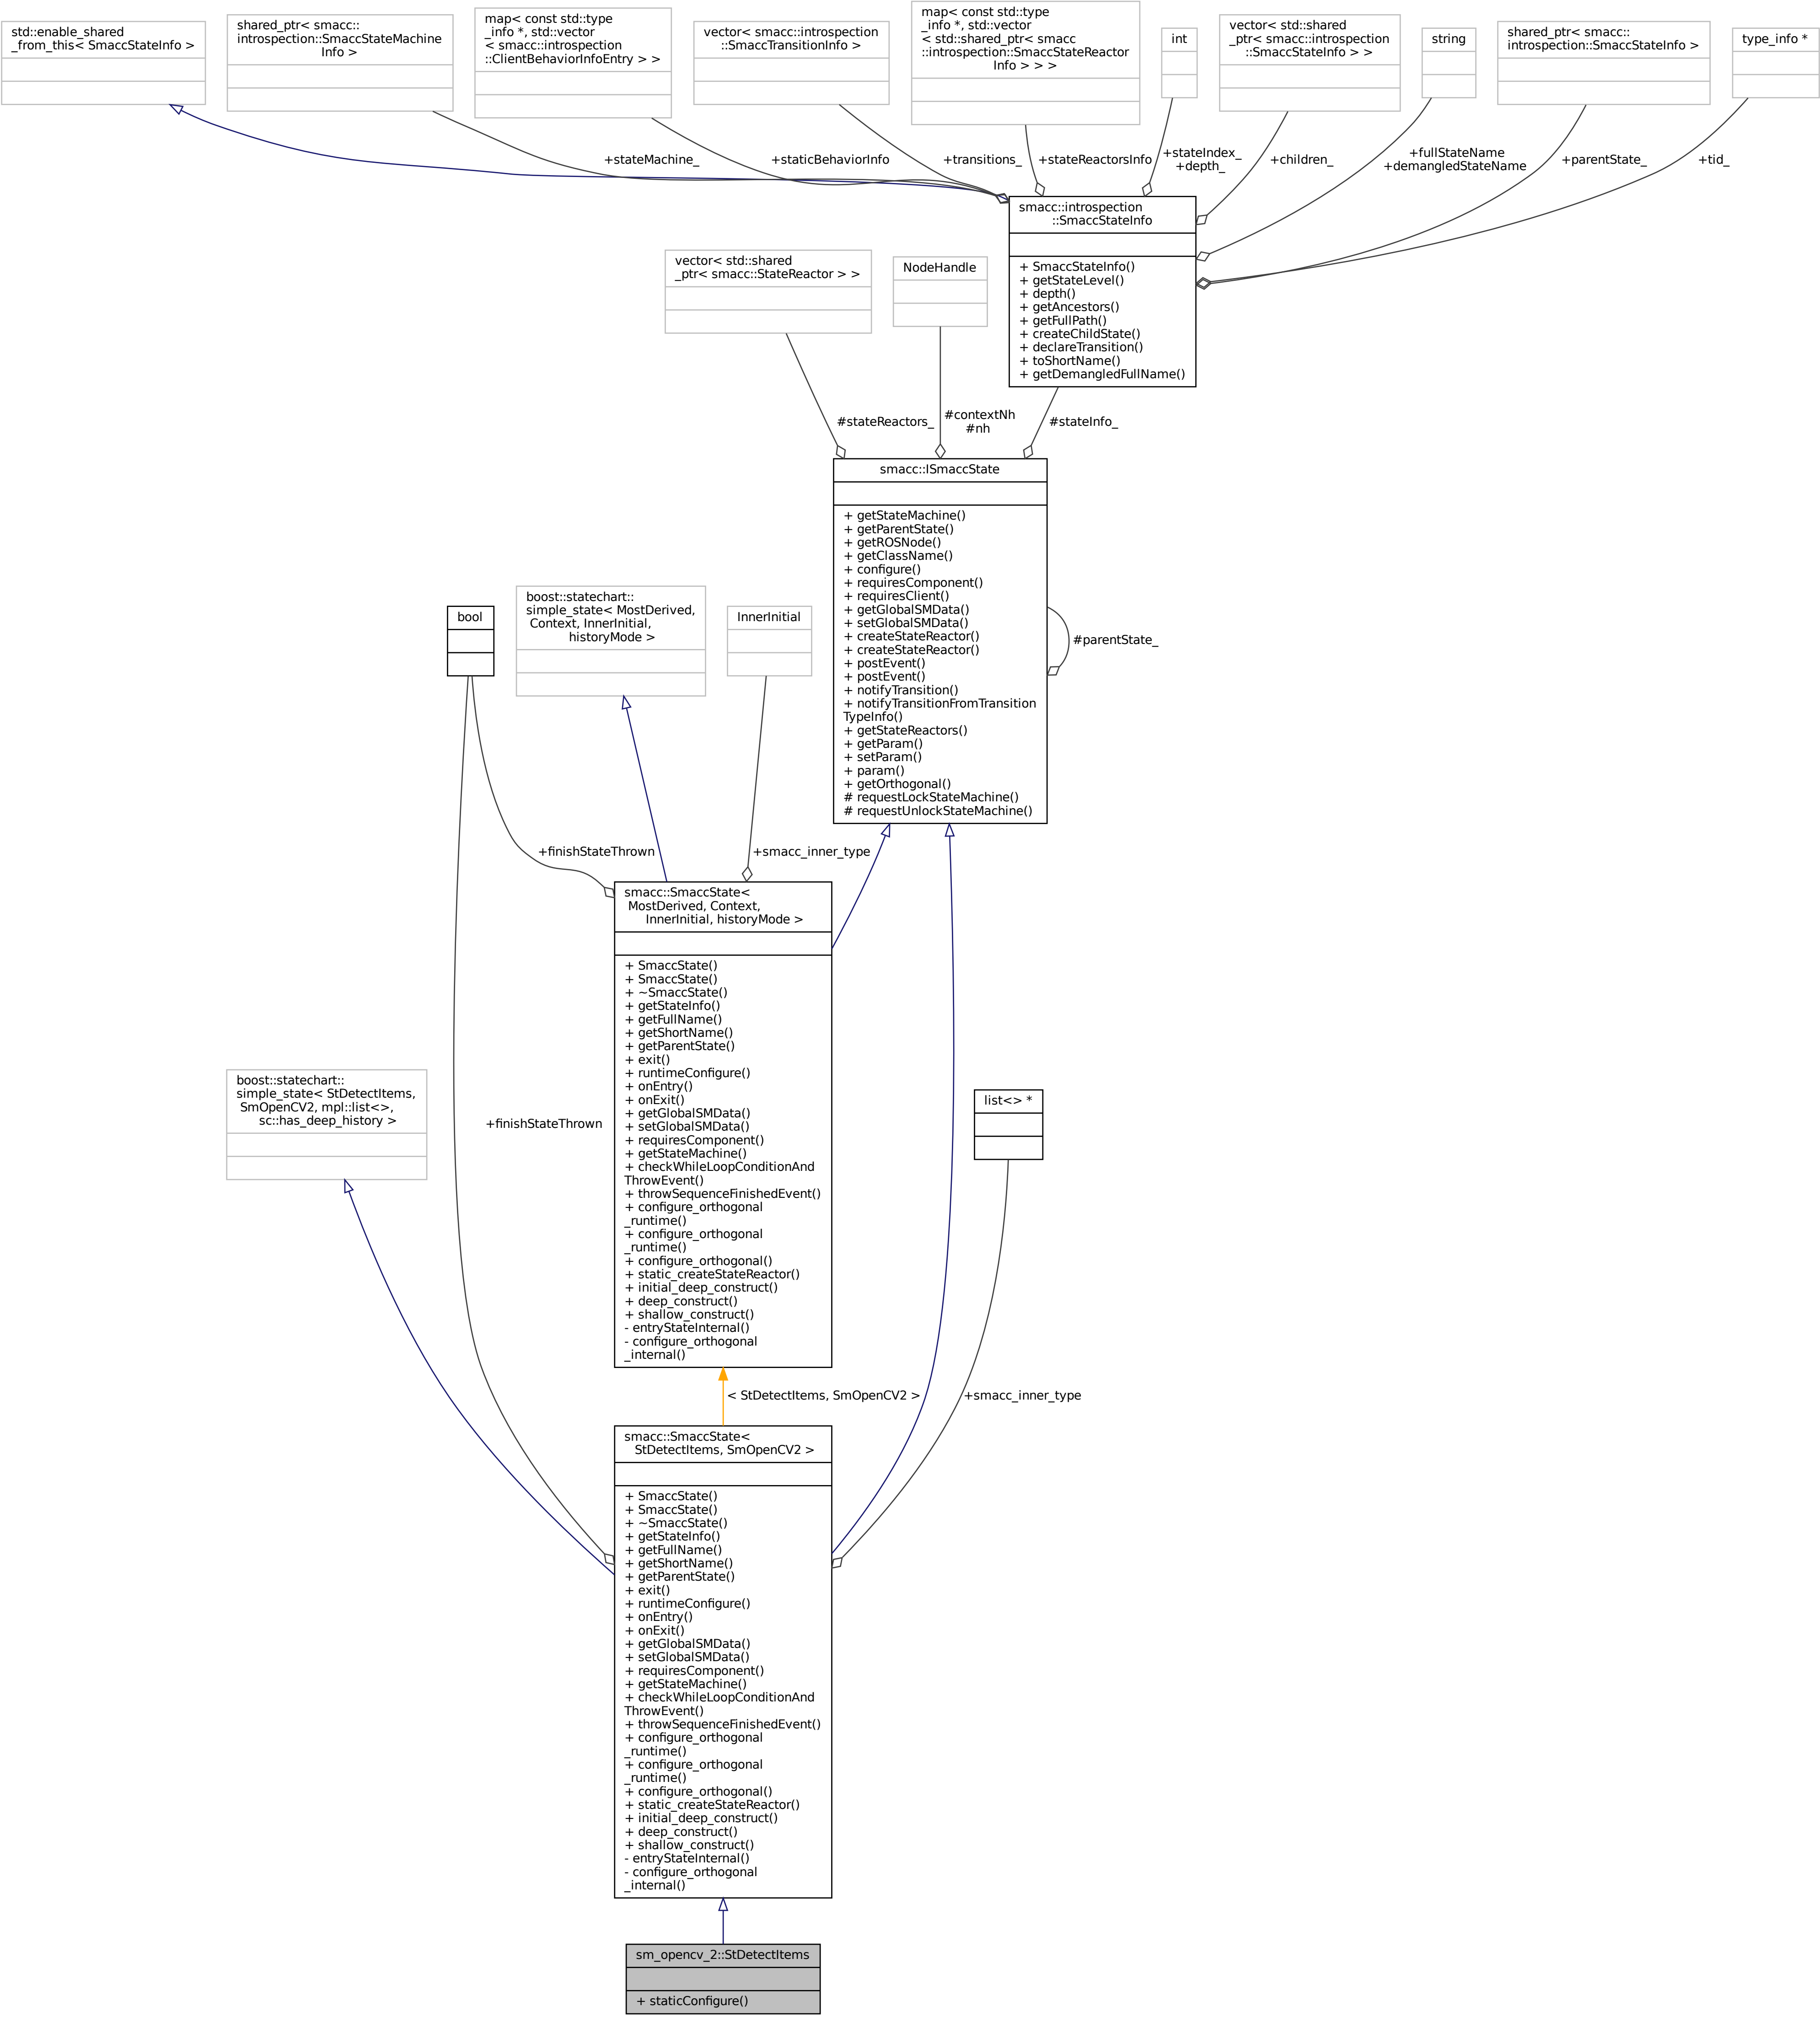 std::enable_shared
_from_this< SmaccStateInfo >
shared_ptr< smacc::
introspection::SmaccStateMachine
Info >
map< const std::type
_info *, std::vector
< smacc::introspection
::ClientBehaviorInfoEntry > >
vector< smacc::introspection
::SmaccTransitionInfo >
map< const std::type
_info *, std::vector
< std::shared_ptr< smacc
::introspection::SmaccStateReactor
Info > > >
int
vector< std::shared
_ptr< smacc::introspection
::SmaccStateInfo > >
string
shared_ptr< smacc::
introspection::SmaccStateInfo >
type_info *
+stateMachine_
+staticBehaviorInfo
+transitions_
+stateReactorsInfo
+stateIndex_
+depth_
+children_
+fullStateName
+demangledStateName
+parentState_
+tid_
smacc::introspection
::SmaccStateInfo
+ SmaccStateInfo()
+ getStateLevel()
+ depth()
+ getAncestors()
+ getFullPath()
+ createChildState()
+ declareTransition()
+ toShortName()
+ getDemangledFullName()
vector< std::shared
_ptr< smacc::StateReactor > >
NodeHandle
#stateReactors_
#contextNh
#nh
#stateInfo_
smacc::ISmaccState
+ getStateMachine()
+ getParentState()
+ getROSNode()
+ getClassName()
+ configure()
+ requiresComponent()
+ requiresClient()
+ getGlobalSMData()
+ setGlobalSMData()
+ createStateReactor()
+ createStateReactor()
+ postEvent()
+ postEvent()
+ notifyTransition()
+ notifyTransitionFromTransition
TypeInfo()
+ getStateReactors()
+ getParam()
+ setParam()
+ param()
+ getOrthogonal()
# requestLockStateMachine()
# requestUnlockStateMachine()
#parentState_
bool
boost::statechart::
simple_state< MostDerived,
Context, InnerInitial,
historyMode >
InnerInitial
+finishStateThrown
+smacc_inner_type
smacc::SmaccState<
MostDerived, Context,
InnerInitial, historyMode >
+ SmaccState()
+ SmaccState()
+ ~SmaccState()
+ getStateInfo()
+ getFullName()
+ getShortName()
+ getParentState()
+ exit()
+ runtimeConfigure()
+ onEntry()
+ onExit()
+ getGlobalSMData()
+ setGlobalSMData()
+ requiresComponent()
+ getStateMachine()
+ checkWhileLoopConditionAnd
ThrowEvent()
+ throwSequenceFinishedEvent()
+ configure_orthogonal
_runtime()
+ configure_orthogonal
_runtime()
+ configure_orthogonal()
+ static_createStateReactor()
+ initial_deep_construct()
+ deep_construct()
+ shallow_construct()
- entryStateInternal()
- configure_orthogonal
_internal()
boost::statechart::
simple_state< StDetectItems,
SmOpenCV2, mpl::list<>,
sc::has_deep_history >
+finishStateThrown
list<> *
< StDetectItems, SmOpenCV2 >
+smacc_inner_type
smacc::SmaccState<
StDetectItems, SmOpenCV2 >
+ SmaccState()
+ SmaccState()
+ ~SmaccState()
+ getStateInfo()
+ getFullName()
+ getShortName()
+ getParentState()
+ exit()
+ runtimeConfigure()
+ onEntry()
+ onExit()
+ getGlobalSMData()
+ setGlobalSMData()
+ requiresComponent()
+ getStateMachine()
+ checkWhileLoopConditionAnd
ThrowEvent()
+ throwSequenceFinishedEvent()
+ configure_orthogonal
_runtime()
+ configure_orthogonal
_runtime()
+ configure_orthogonal()
+ static_createStateReactor()
+ initial_deep_construct()
+ deep_construct()
+ shallow_construct()
- entryStateInternal()
- configure_orthogonal
_internal()
sm_opencv_2::StDetectItems
+ staticConfigure()